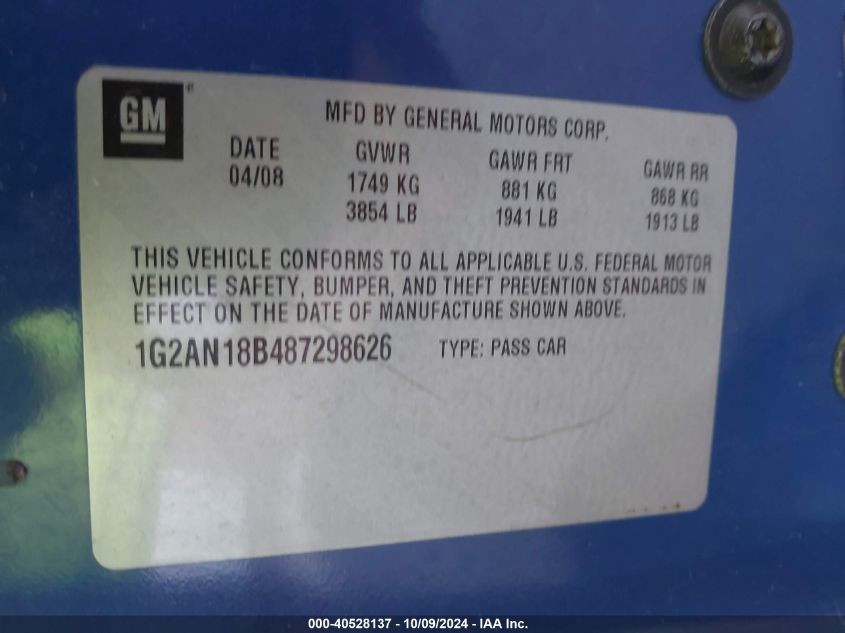 GM®
MFD BY GENERAL MOTORS CORP.
DATE GVWR GAWR FRT GAWR RR
04/08 1749 KG 881 KG 868 KG
3854 LB 1941 LB 1913 LB
THIS VEHICLE CONFORMS TO ALL APPLICABLE U.S. FEDERAL MOTOR
VEHICLE SAFETY, BUMPER, AND THEFT PREVENTION STANDARDS IN
EFFECT ON THE DATE OF MANUFACTURE SHOWN ABOVE.
1G2AN18B487298626 TYPE: PASS CAR
000-40528137 - 10/09/2024 - IAA Inc.